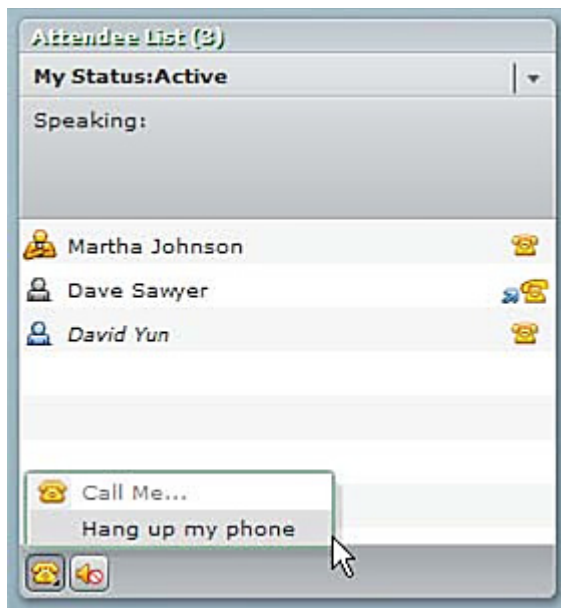 Attendee List (3)
My Status:Active
Speaking:
Martha Johnson
Dave Sawyer
David Yun
Call Me...
Hang up my phone